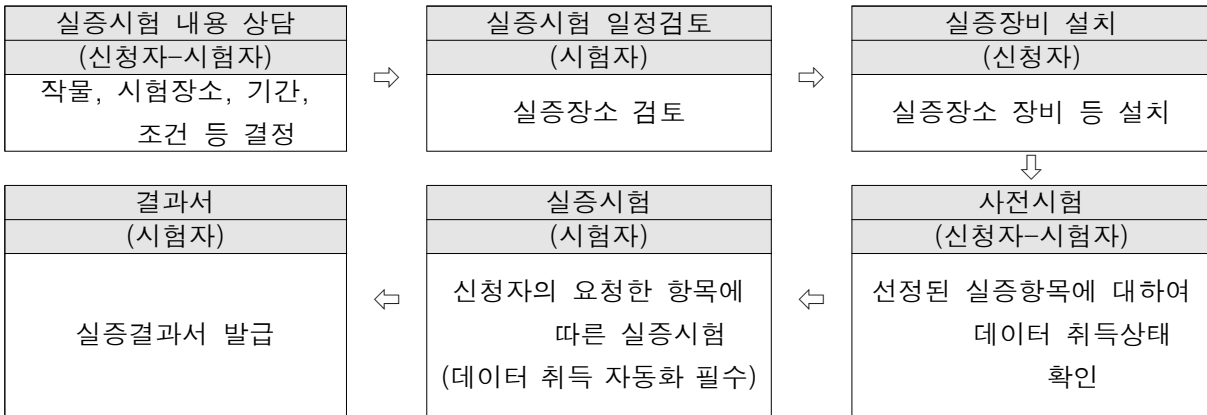 실증시험 내용 상담
(신청자-시험자)
작물, 시험장소, 기간,
조건 등 결정
⇨
실증시험 일정검토
(시험자)
실증장소 검토
⇨
실증장비 설치
(신청자)
실증장소 장비 등 설치
⇩
사전시험
(신청자-시험자)
선정된 실증항목에 대하여
데이터 취득상태
확인
⇦
실증시험
(시험자)
신청자의 요청한 항목에
따른 실증시험
(데이터 취득 자동화 필수)
⇦
결과서
(시험자)
실증결과서 발급